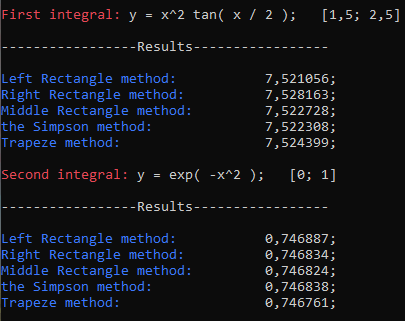 First integral: y = x^2 tan( x / 2 );   [1,5; 2,5]
-----------------Results-----------------
Left Rectangle method:           7,521056;
Right Rectangle method:          7,528163;
Middle Rectangle method:         7,522728;
the Simpson method:              7,522308;
Trapeze method:                  7,524399;
Second integral: y = exp( -x^2 );   [0; 1]
-----------------Results-----------------
Left Rectangle method:           0,746887;
Right Rectangle method:          0,746834;
Middle Rectangle method:         0,746824;
the Simpson method:              0,746838;
Trapeze method:                  0,746761;